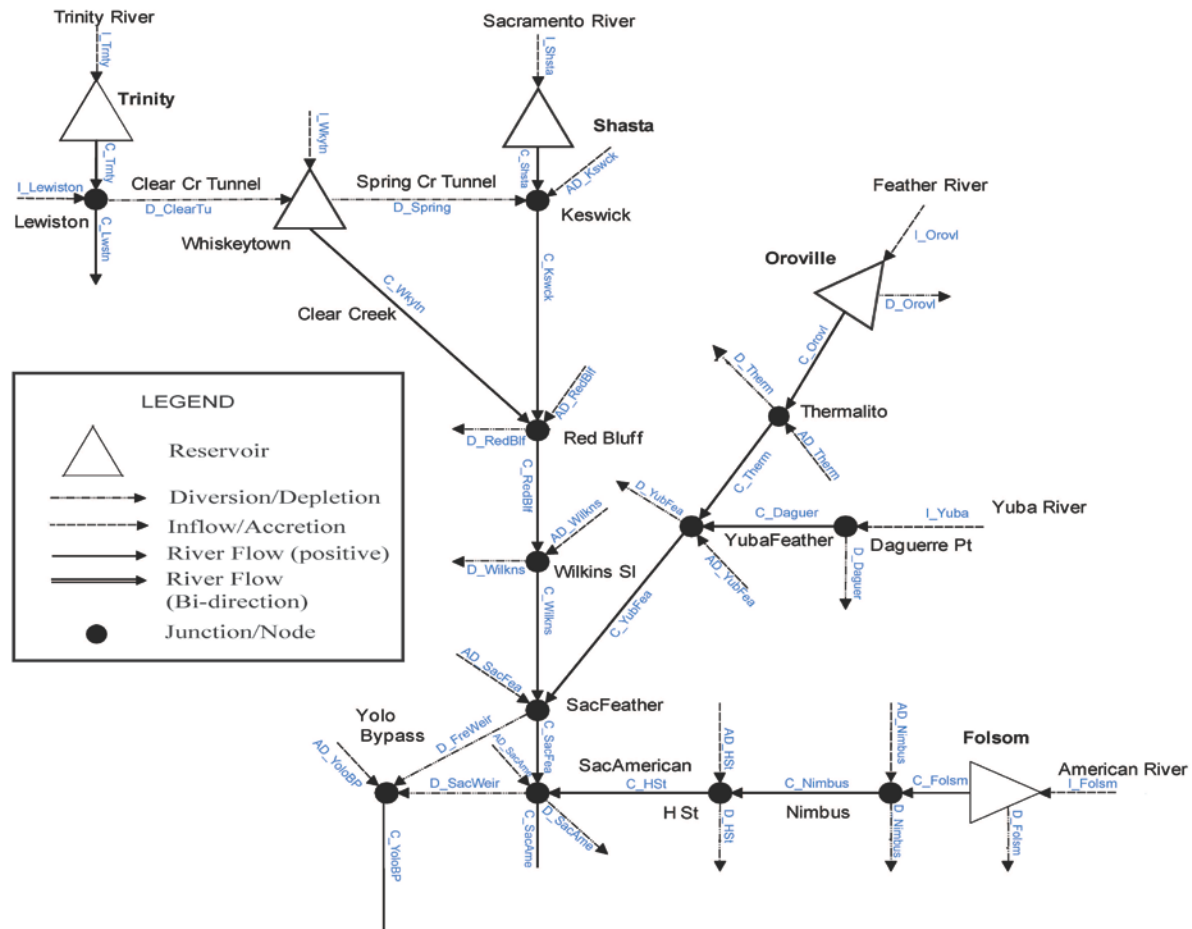 Trinity River
Sacramento River
I_Trnty
I_Shsta
Trinity
Shasta
I_Wkytn
C_Trnty
C_Shsta
AD_Kswck
I_Lewiston
Clear Cr Tunnel
Spring Cr Tunnel
D_ClearTu
D_Spring
Lewiston
Keswick
Whiskeytown
C_Lwstn
Feather River
I_Orovl
Oroville
D_Orovl
C_Wkytn
C_Kswck
Clear Creek
C_Orovl
LEGEND
Reservoir
Diversion/Depletion
Inflow/Accretion
River Flow (positive)
River Flow
(Bi-direction)
Junction/Node
AD_RedBlf
D_RedBlf
Red Bluff
C_RedBlf
D_Therm
Thermalito
AD_Therm
C_Therm
D_YubFea
C_Daguer
I_Yuba
Yuba River
YubaFeather
Daguerre Pt
D_Daguer
AD_YubFea
AD_Wilkns
D_Wilkns
Wilkins Sl
C_Wilkns
C_YubFea
AD_SacFea
SacFeather
Yolo
Bypass
D_FreWeir
C_SacFea
AD_YoloBP
AD_SacAme
D_SacWeir
SacAmerican
C_HSt
D_SacAme
C_SacAme
C_YoloBP
AD_HSt
H St
D_HSt
C_Nimbus
AD_Nimbus
Nimbus
D_Nimbus
C_Folsm
Folsom
American River
I_Folsm
D_Folsm